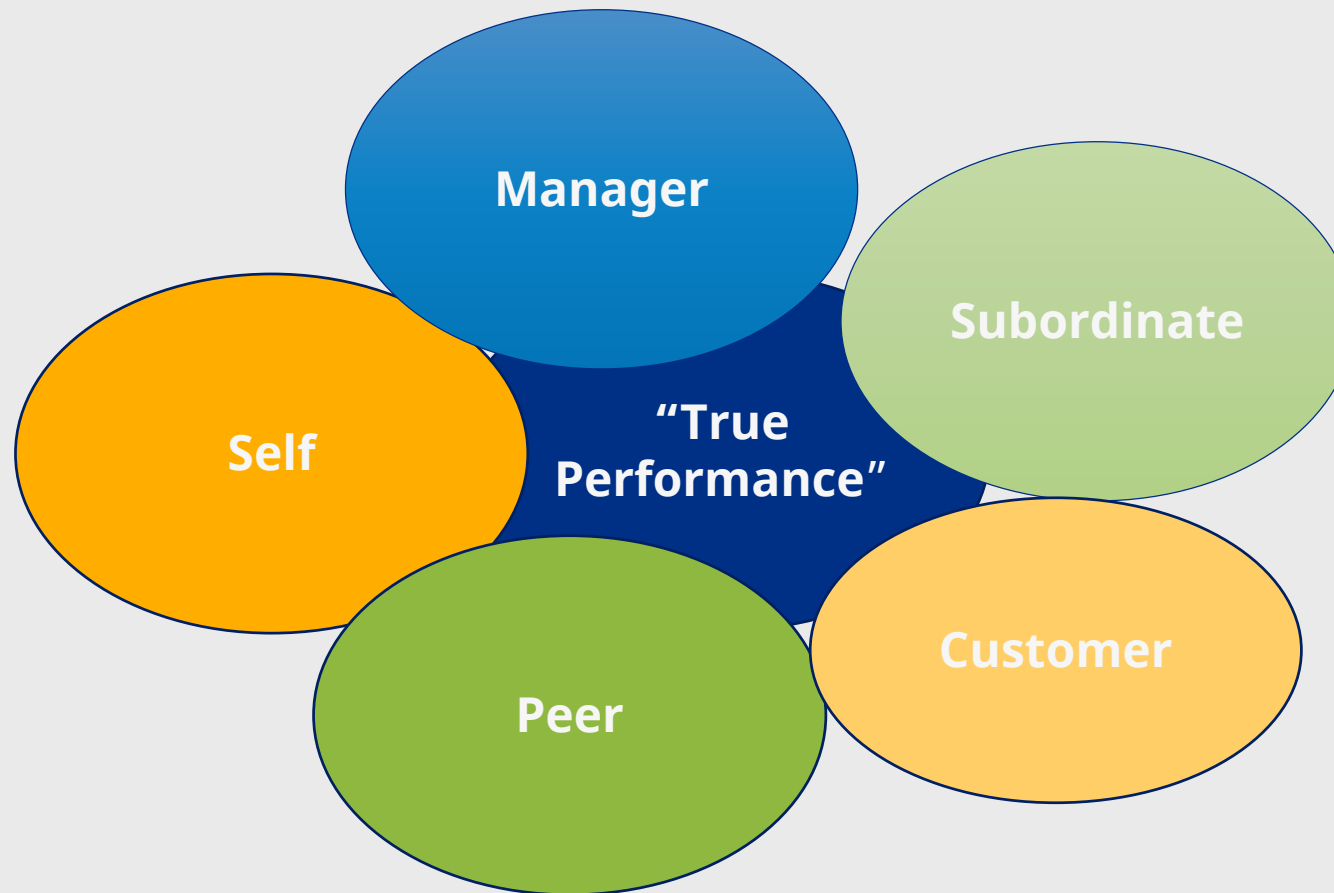 Manager
Subordinate
“True
Performance”
Self
Customer
Peer